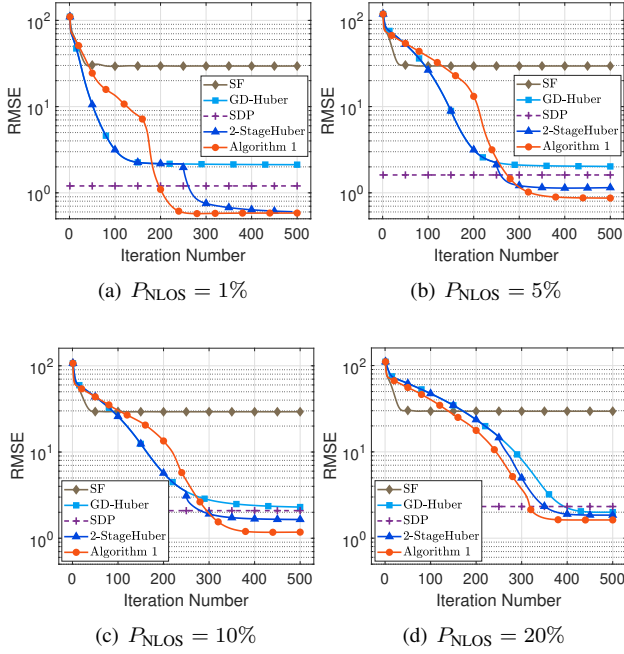 10^2
10^1
10^0
RMSE
SF
GD-Huber
SDP
2-StageHuber
Algorithm 1
0 100 200 300 400 500
Iteration Number
(a) P_NLOS = 1%
10^2
10^1
10^0
RMSE
SF
GD-Huber
SDP
2-StageHuber
Algorithm 1
0 100 200 300 400 500
Iteration Number
(b) P_NLOS = 5%
10^2
10^1
10^0
RMSE
SF
GD-Huber
SDP
2-StageHuber
Algorithm 1
0 100 200 300 400 500
Iteration Number
(c) P_NLOS = 10%
10^2
10^1
10^0
RMSE
SF
GD-Huber
SDP
2-StageHuber
Algorithm 1
0 100 200 300 400 500
Iteration Number
(d) P_NLOS = 20%